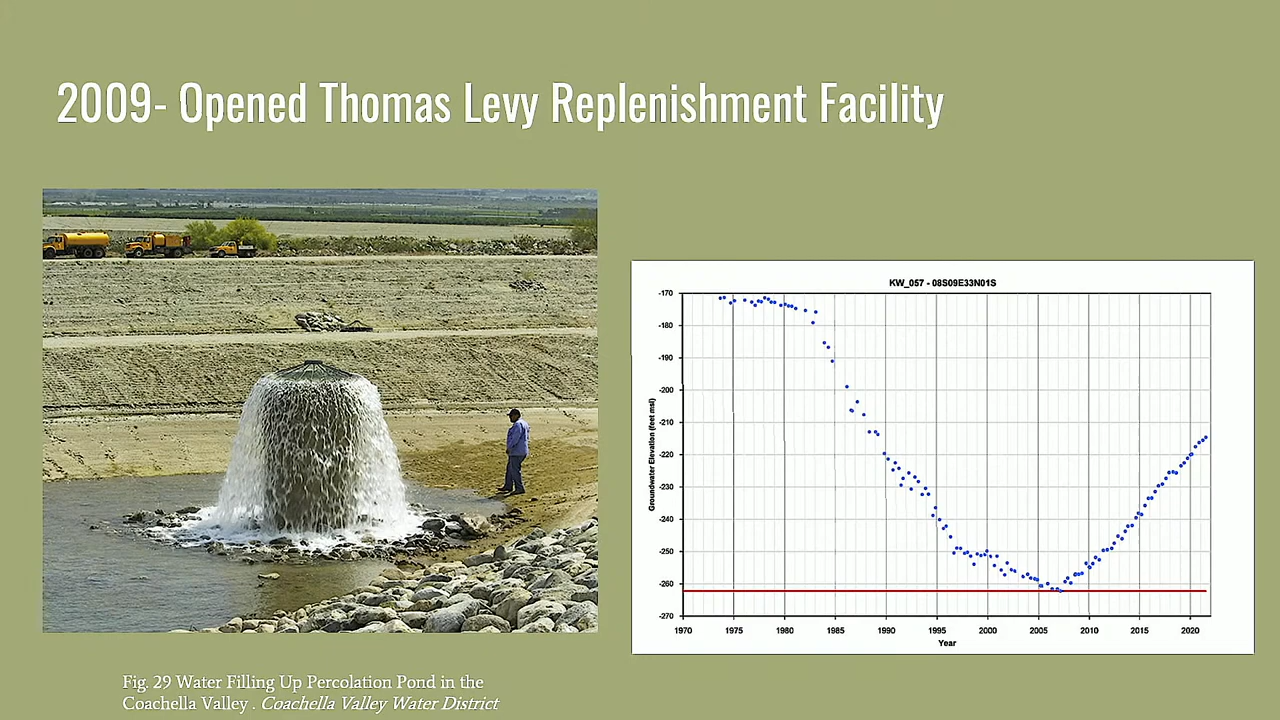 2009- Opened Thomas Levy Replenishment Facility
KW_057 - 08S09E33N01S
Groundwater Elevation (feet msl)
-170
-180
-190
-200
-210
-220
-230
-240
-250
-260
-270
1970 1975 1980 1985 1990 1995 2000 2005 2010 2015 2020
Year
Fig. 29 Water Filling Up Percolation Pond in the
Coachella Valley . Coachella Valley Water District